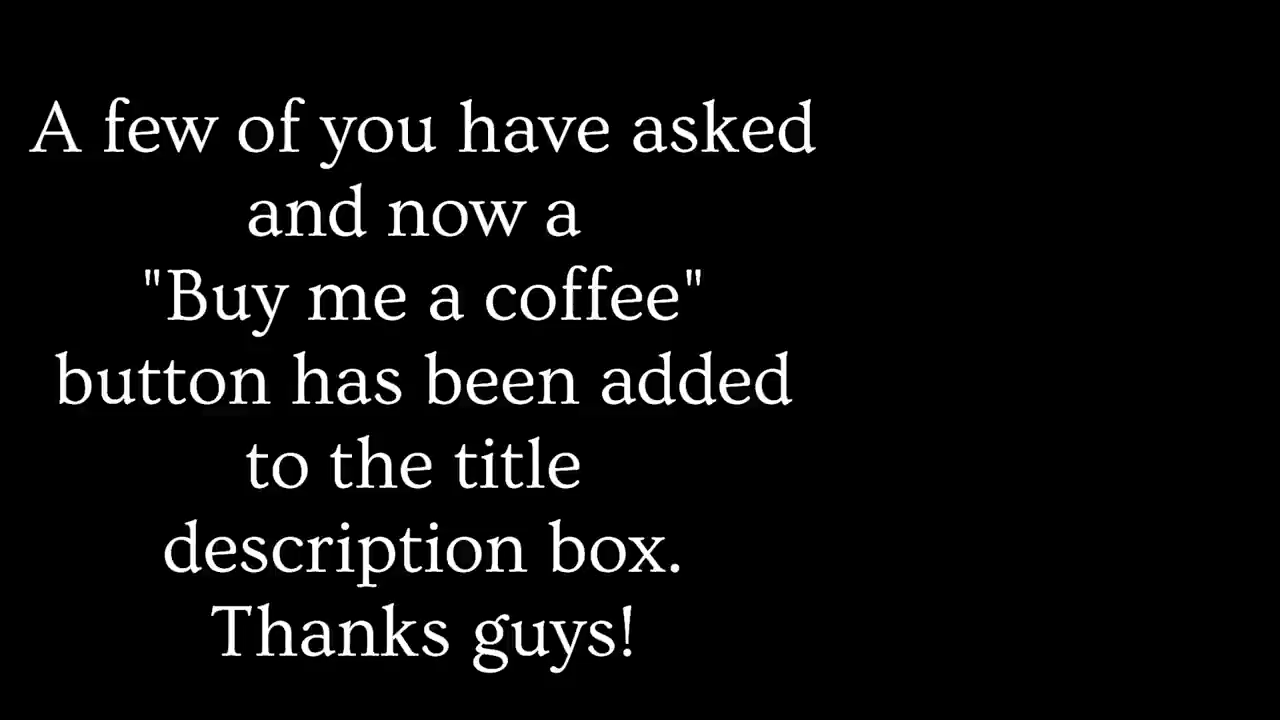 A few of you have asked
and now a
"Buy me a coffee"
button has been added
to the title
description box.
Thanks guys!